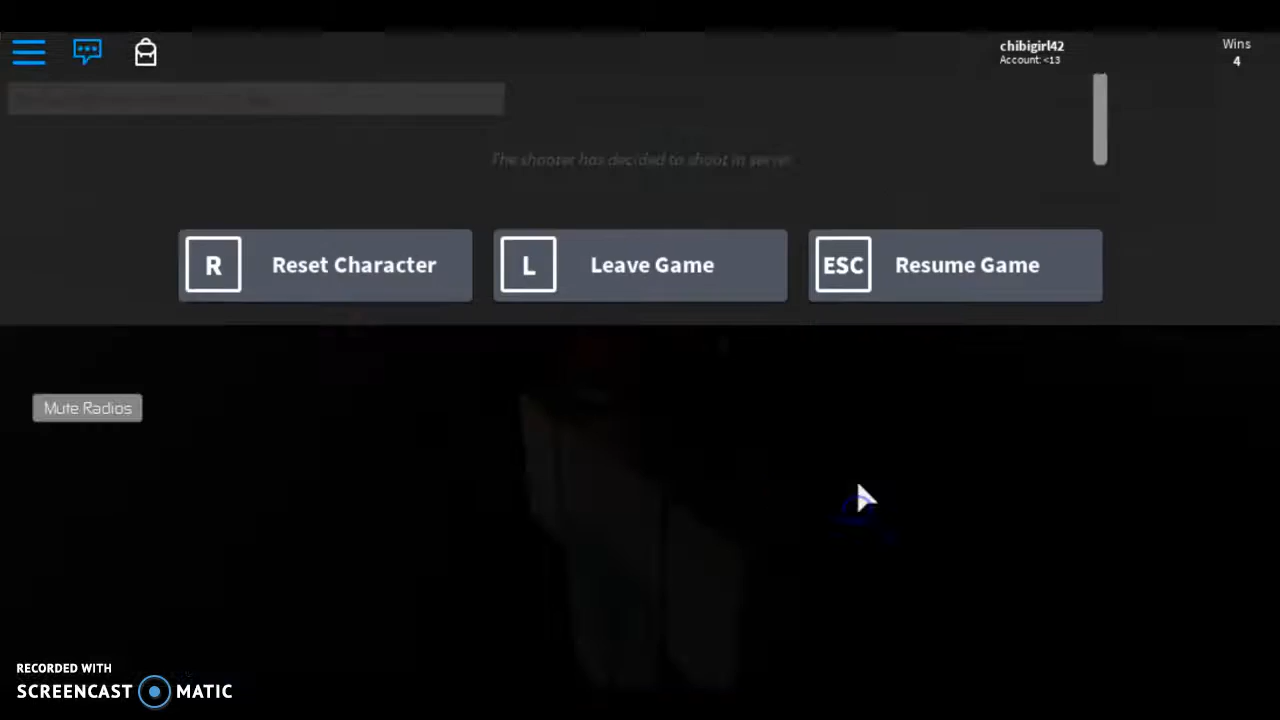 chibigirl42
Account: <13
Wins
4
The shooter has decided to shoot in server
R Reset Character
L Leave Game
ESC Resume Game
Mute Radios
RECORDED WITH
SCREENCAST MATIC